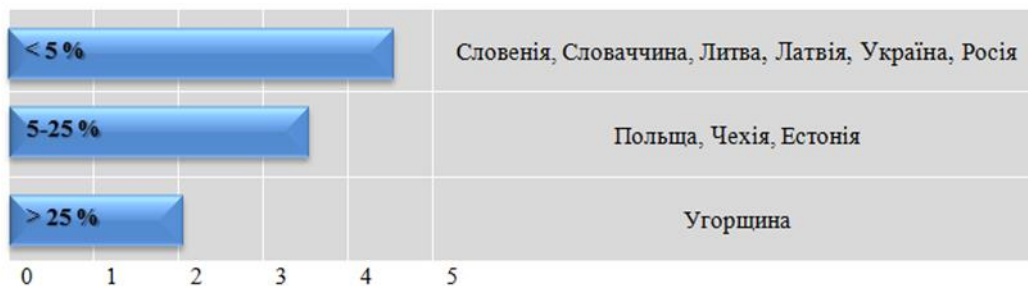 < 5 % Словенія, Словаччина, Литва, Латвія, Україна, Росія
5-25 % Польща, Чехія, Естонія
> 25 % Угорщина
0 1 2 3 4 5